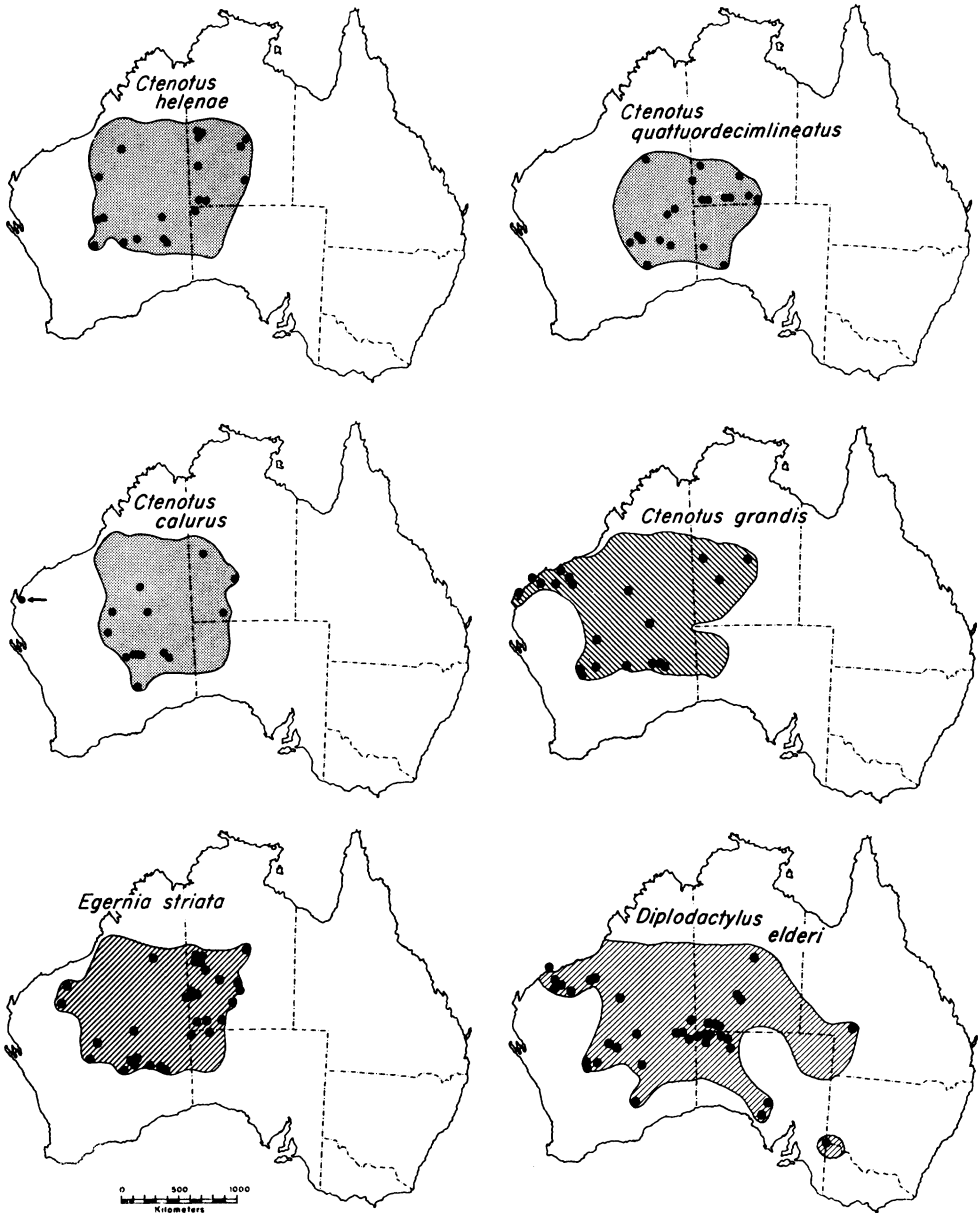 Ctenotus
helenae
Ctenotus
quattuordecimlineatus
Ctenotus
calurus
Ctenotus grandis
Egernia striata
Diplodactylus
elderi
0 500 1000
Kilometers